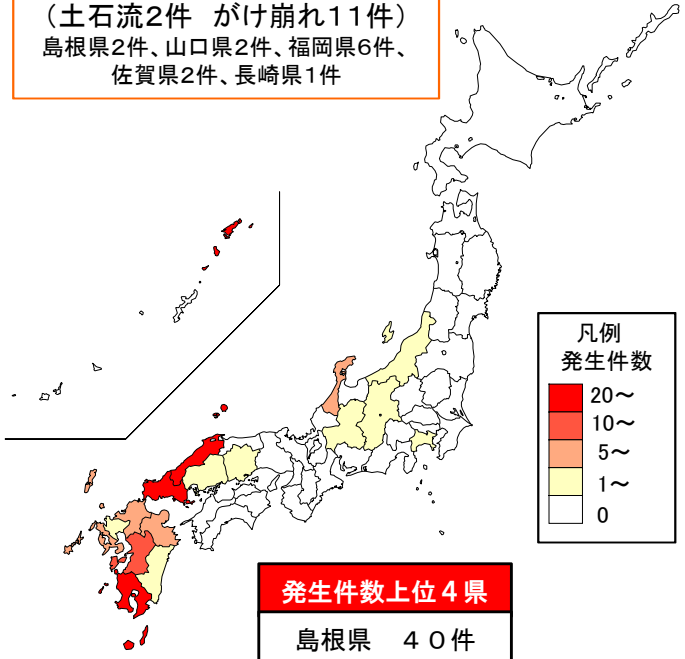 （土石流2件 がけ崩れ11件）
島根県2件、山口県2件、福岡県6件、
佐賀県2件、長崎県1件
凡例
発生件数
20～
10～
5～
1～
0
発生件数上位４県
島根県 ４０件